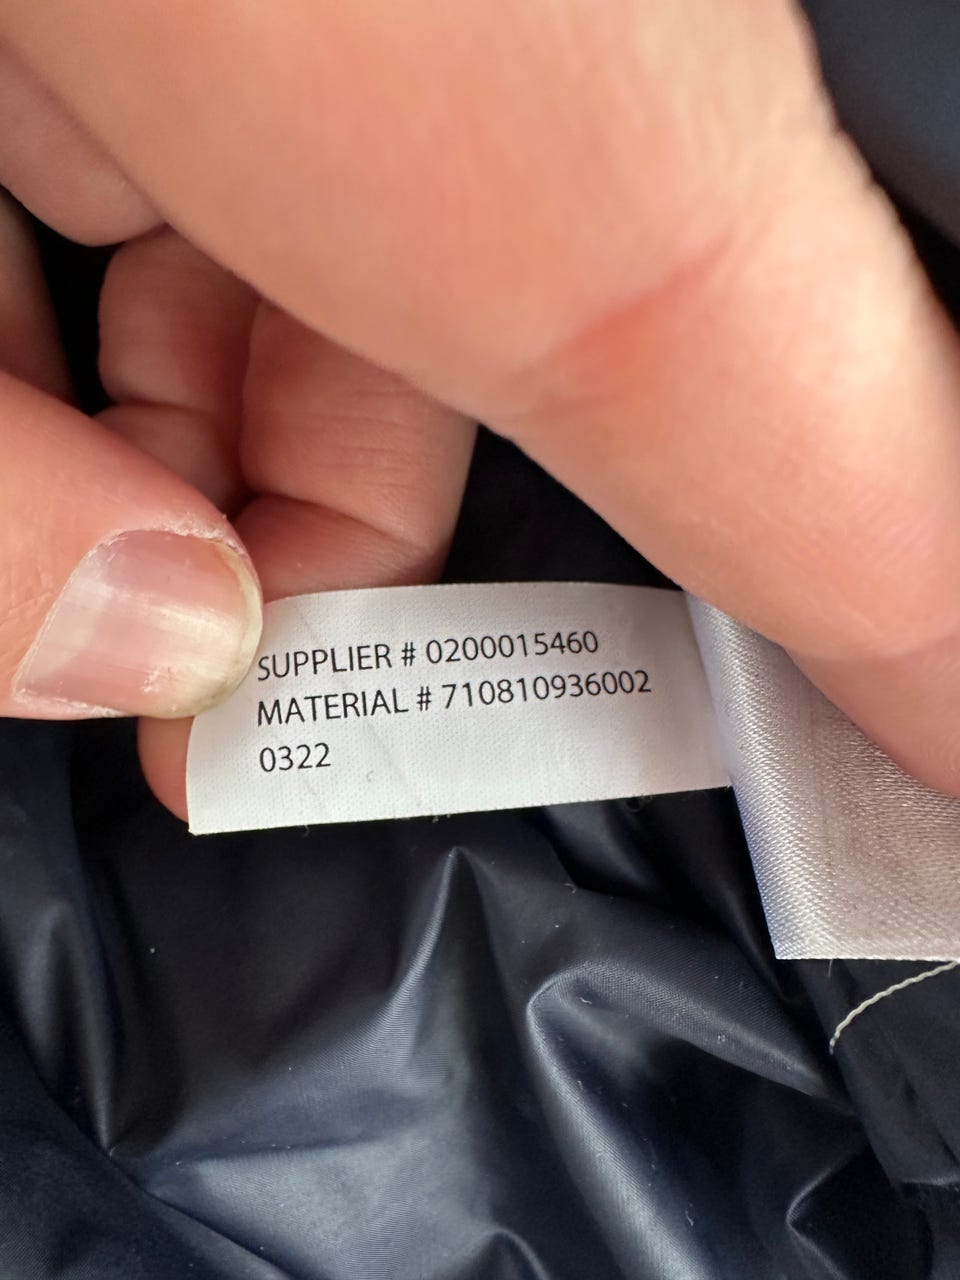 SUPPLIER # 0200015460
MATERIAL # 710810936002
0322